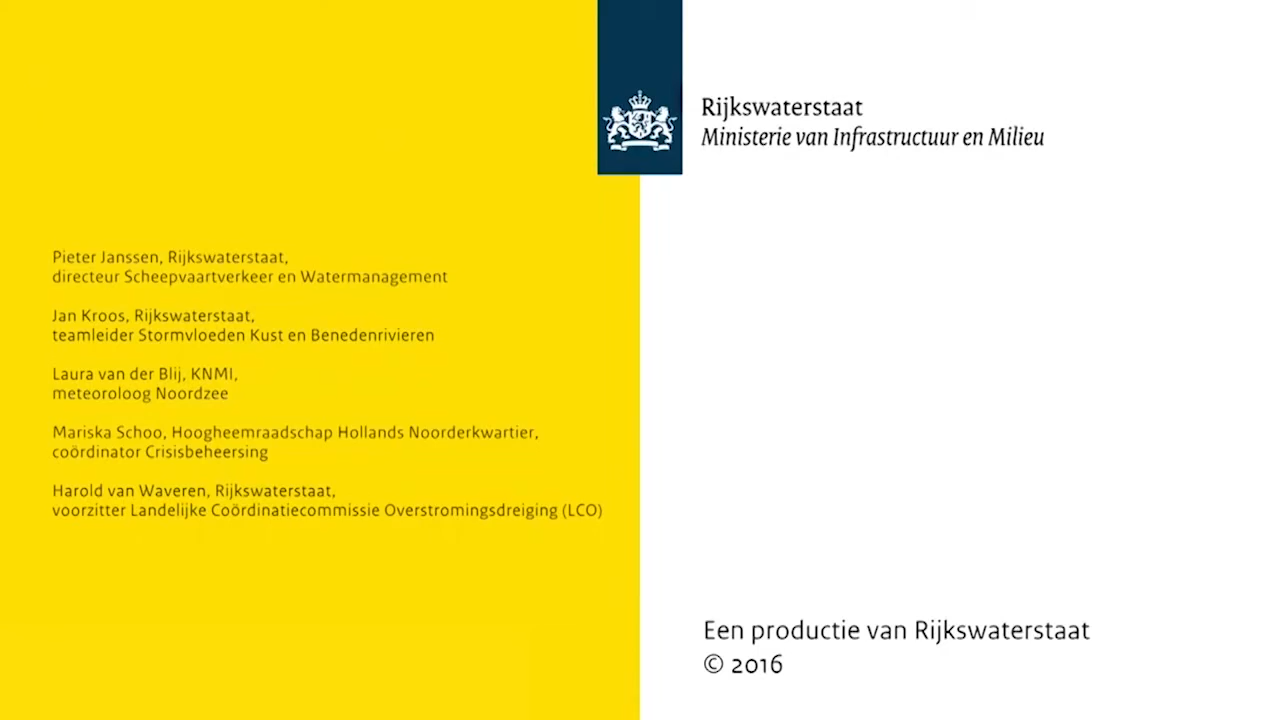 Rijkswaterstaat
Ministerie van Infrastructuur en Milieu
Pieter Janssen, Rijkswaterstaat,
directeur Scheepvaartverkeer en Watermanagement
Jan Kroos, Rijkswaterstaat,
teamleider Stormvloeden Kust en Benedenrivieren
Laura van der Blij, KNMI,
meteoroloog Noordzee
Mariska Schoo, Hoogheemraadschap Hollands Noorderkwartier,
coördinator Crisisbeheersing
Harold van Waveren, Rijkswaterstaat,
voorzitter Landelijke Coördinatiecommissie Overstromingsdreiging (LCO)
Een productie van Rijkswaterstaat
© 2016